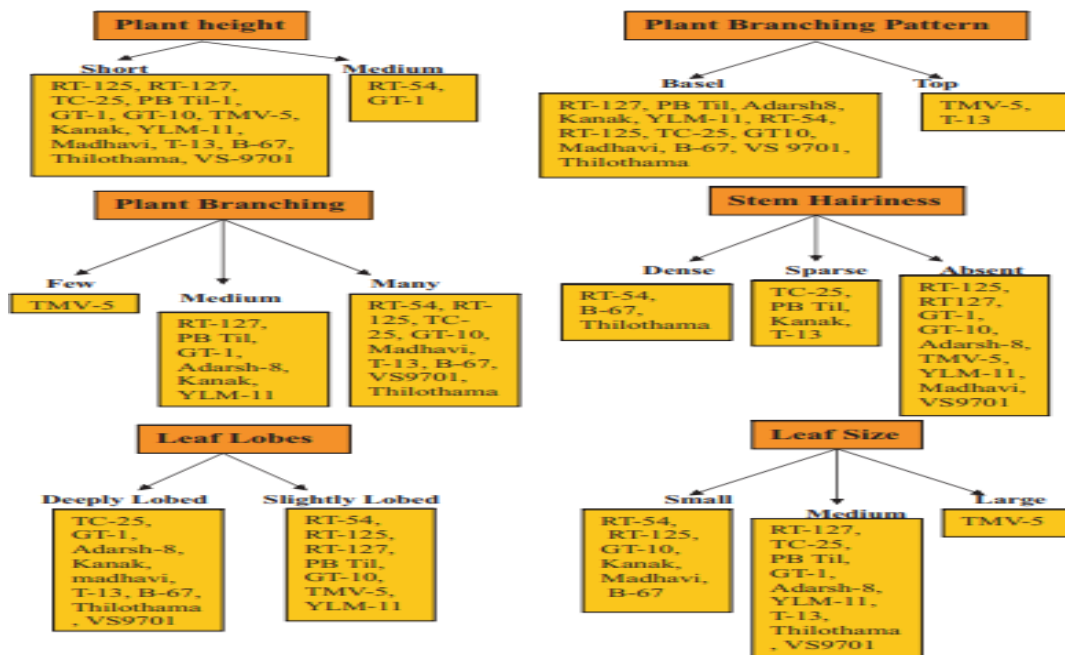 Plant height
Short
RT-125, RT-127,
TC-25, PB Til-1,
GT-1, GT-10, TMV-5,
Kanak, YLM-11,
Madhavi, T-13, B-67,
Thilothama, VS-9701
Medium
RT-54,
GT-1
Plant Branching Pattern
Basel
RT-127, PB Til, Adarsh8,
Kanak, YLM-11, RT-54,
RT-125, TC-25, GT10,
Madhavi, B-67, VS 9701,
Thilothama
Top
TMV-5,
T-13
Plant Branching
Few
TMV-5
Medium
RT-127,
PB Til,
GT-1,
Adarsh-8,
Kanak,
YLM-11
Many
RT-54, RT-
125, TC-
25, GT-10,
Madhavi,
T-13, B-67,
VS9701,
Thilothama
Stem Hairiness
Dense
RT-54,
B-67,
Thilothama
Sparse
TC-25,
PB Til,
Kanak,
T-13
Absent
RT-125,
RT127,
GT-1,
GT-10,
Adarsh-8,
TMV-5,
YLM-11,
Madhavi,
VS9701
Leaf Lobes
Deeply Lobed
TC-25,
GT-1,
Adarsh-8,
Kanak,
madhavi,
T-13, B-67,
Thilothama
, VS9701
Slightly Lobed
RT-54,
RT-125,
RT-127,
PB Til,
GT-10,
TMV-5,
YLM-11
Leaf Size
Small
RT-54,
RT-125,
GT-10,
Kanak,
Madhavi,
B-67
Medium
RT-127,
TC-25,
PB Til,
GT-1,
Adarsh-8,
YLM-11,
T-13,
Thilothama
, VS9701
Large
TMV-5